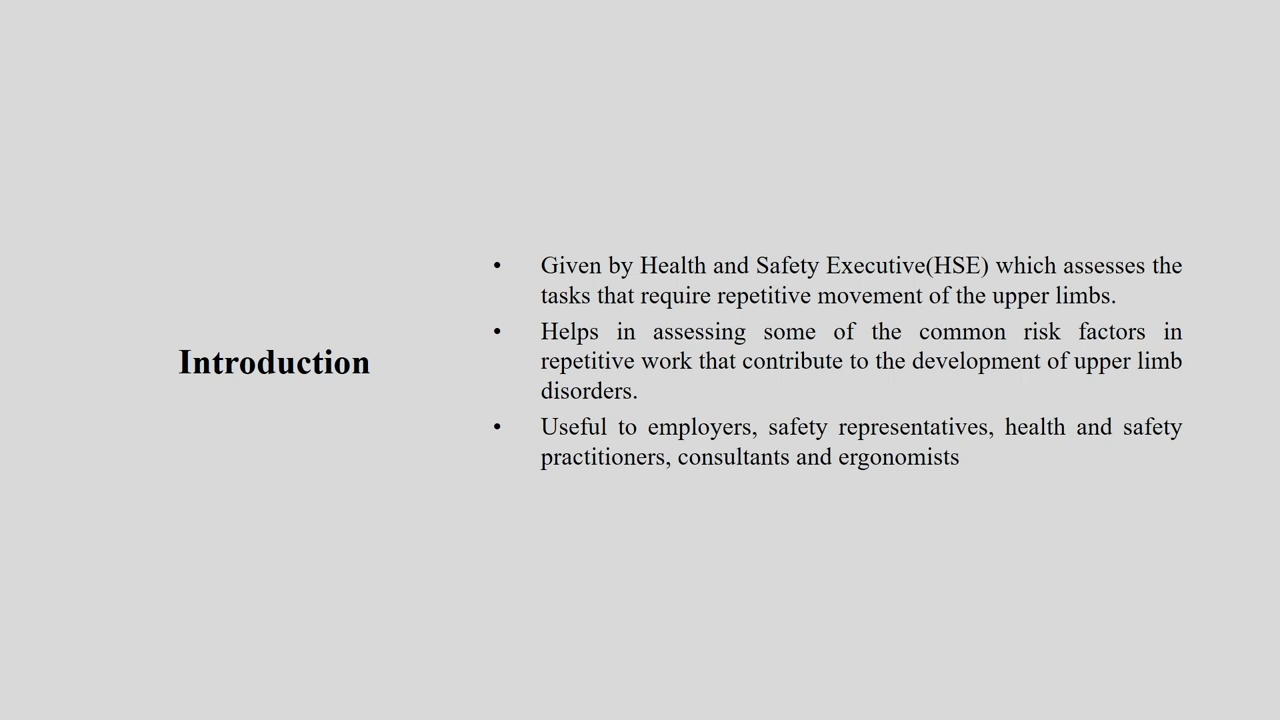 Introduction
• Given by Health and Safety Executive(HSE) which assesses the
tasks that require repetitive movement of the upper limbs.
• Helps in assessing some of the common risk factors in
repetitive work that contribute to the development of upper limb
disorders.
• Useful to employers, safety representatives, health and safety
practitioners, consultants and ergonomists